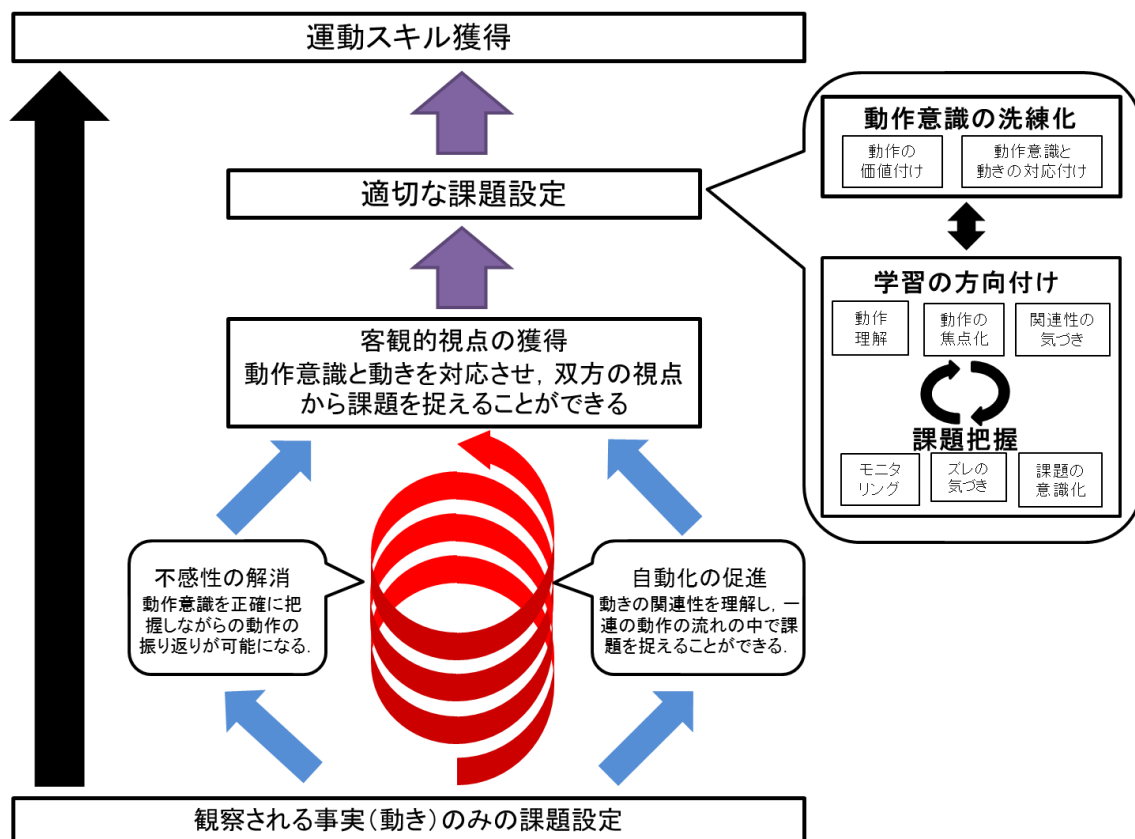 運動スキル獲得
適切な課題設定
客観的視点の獲得
動作意識と動きを対応させ，双方の視点
から課題を捉えることができる
不感性の解消
動作意識を正確に把
握しながらの動作の
振り返りが可能になる．
自動化の促進
動きの関連性を理解し，一
連の動作の流れの中で課
題を捉えることができる．
観察される事実（動き）のみの課題設定
動作意識の洗練化
動作の
価値付け
動作意識と
動きの対応付け
学習の方向付け
動作
理解
動作の
焦点化
関連性の
気づき
課題把握
モニタ
リング
ズレの
気づき
課題の
意識化